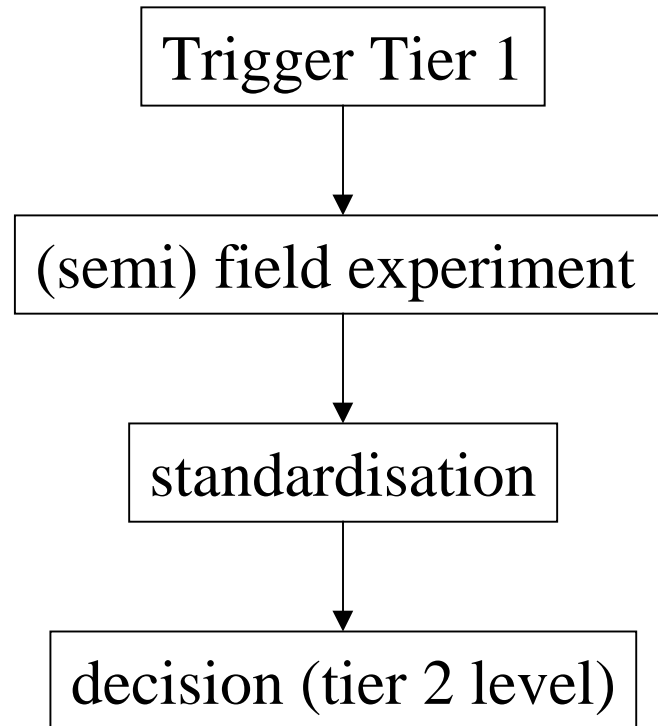 Trigger Tier 1
(semi) field experiment
standardisation
decision (tier 2 level)